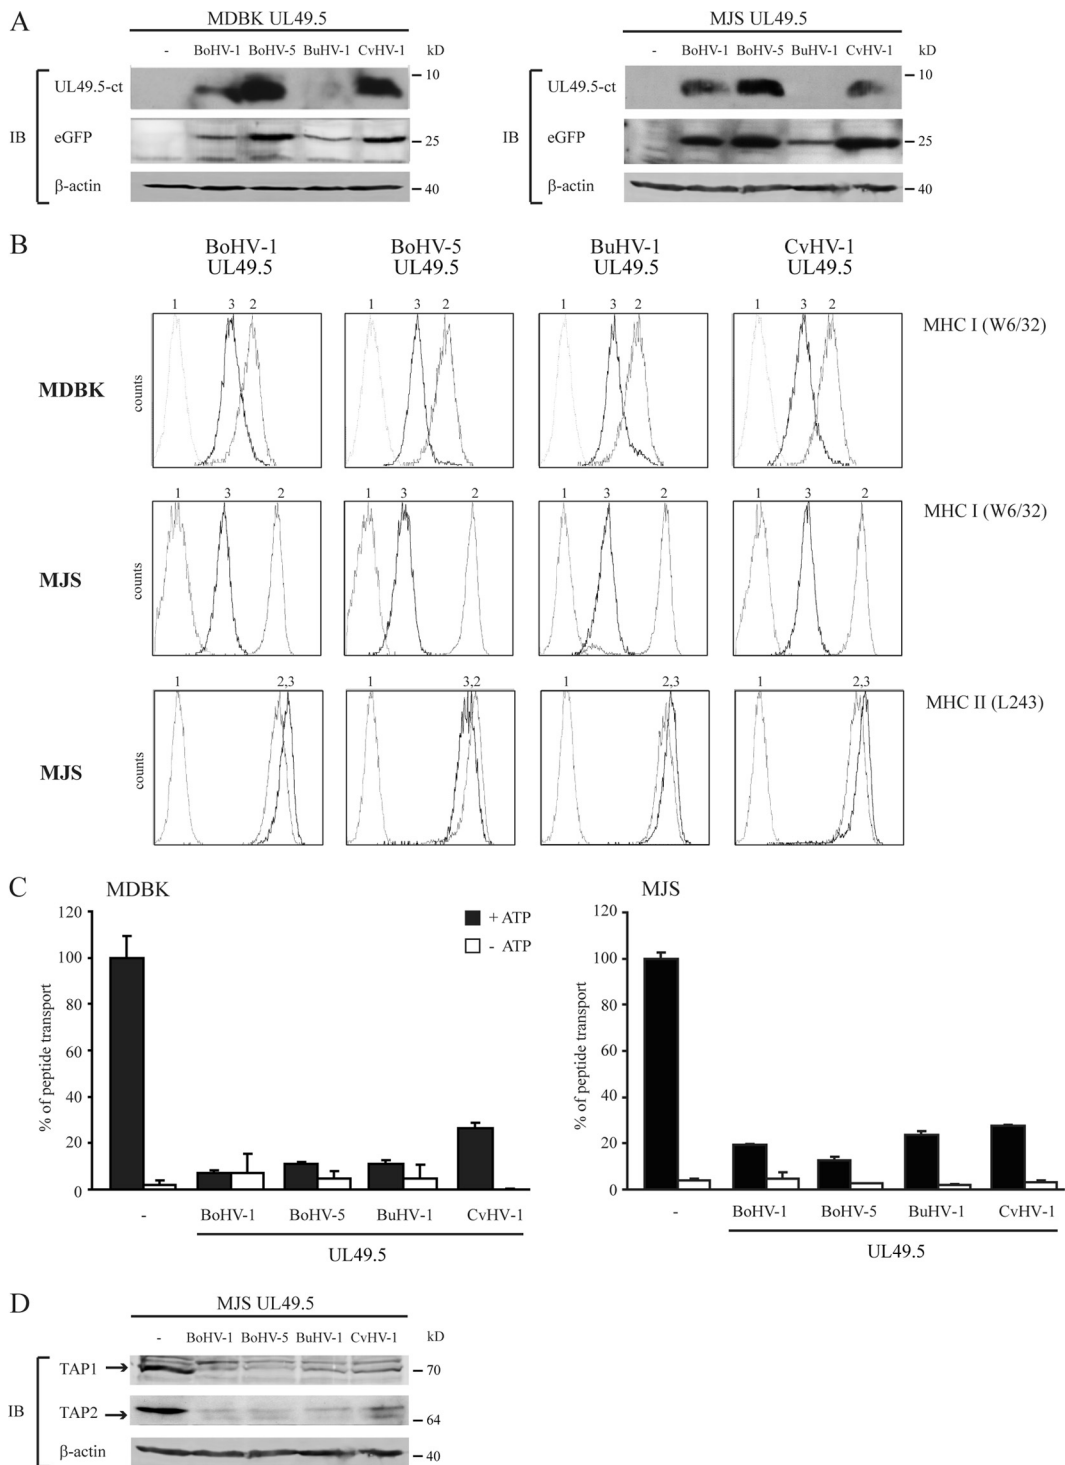 A
MDBK UL49.5
- BoHV-1 BoHV-5 BuHV-1 CvHV-1 kD
UL49.5-ct 10
IB eGFP 25
β-actin 40
MJS UL49.5
- BoHV-1 BoHV-5 BuHV-1 CvHV-1 kD
UL49.5-ct 10
IB eGFP 25
β-actin 40
B
BoHV-1 UL49.5
BoHV-5 UL49.5
BuHV-1 UL49.5
CvHV-1 UL49.5
1 3 2 1 3 2 1 3 2 1 3 2
MDBK counts MHC I (W6/32)
1 3 2 1 3 2 1 3 2 1 3 2
MJS counts MHC I (W6/32)
1 2,3 1 3,2 1 2,3 1 2,3
MJS counts MHC II (L243)
C
MDBK
+ ATP
- ATP
% of peptide transport
120
100
80
60
40
20
0
- BoHV-1 BoHV-5 BuHV-1 CvHV-1
UL49.5
MJS
% of peptide transport
120
100
80
60
40
20
0
- BoHV-1 BoHV-5 BuHV-1 CvHV-1
UL49.5
D
MJS UL49.5
- BoHV-1 BoHV-5 BuHV-1 CvHV-1 kD
TAP1 → 70
IB TAP2 → 64
β-actin 40